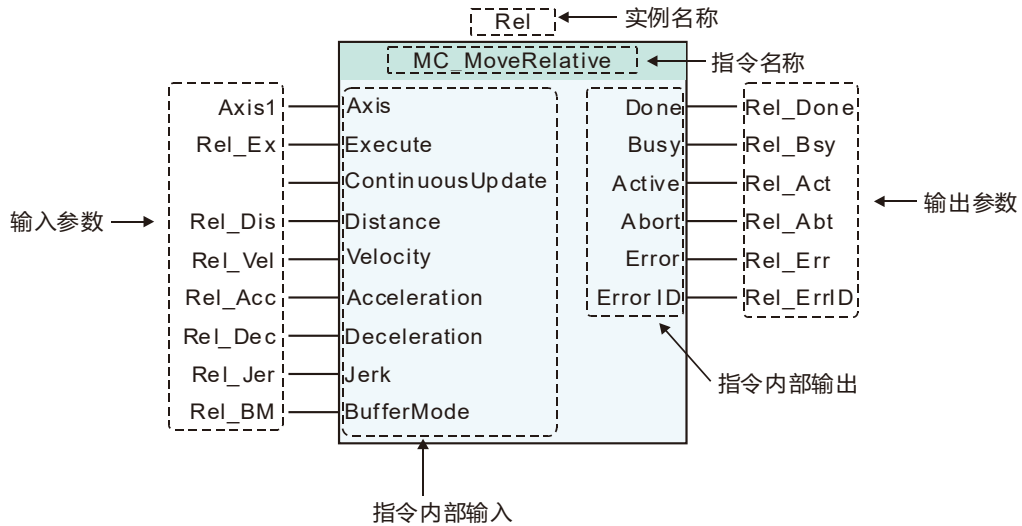 Rel
实例名称
MC_MoveRelative
指令名称
Axis1
Axis
Done
Rel_Done
Rel_Ex
Execute
Busy
Rel_Bsy
ContinuousUpdate
Active
Rel_Act
输入参数
Rel_Dis
Distance
Abort
Rel_Abt
输出参数
Rel_Vel
Velocity
Error
Rel_Err
Rel_Acc
Acceleration
Error ID
Rel_ErrID
Rel_Dec
Deceleration
Rel_Jer
Jerk
指令内部输出
Rel_BM
BufferMode
指令内部输入